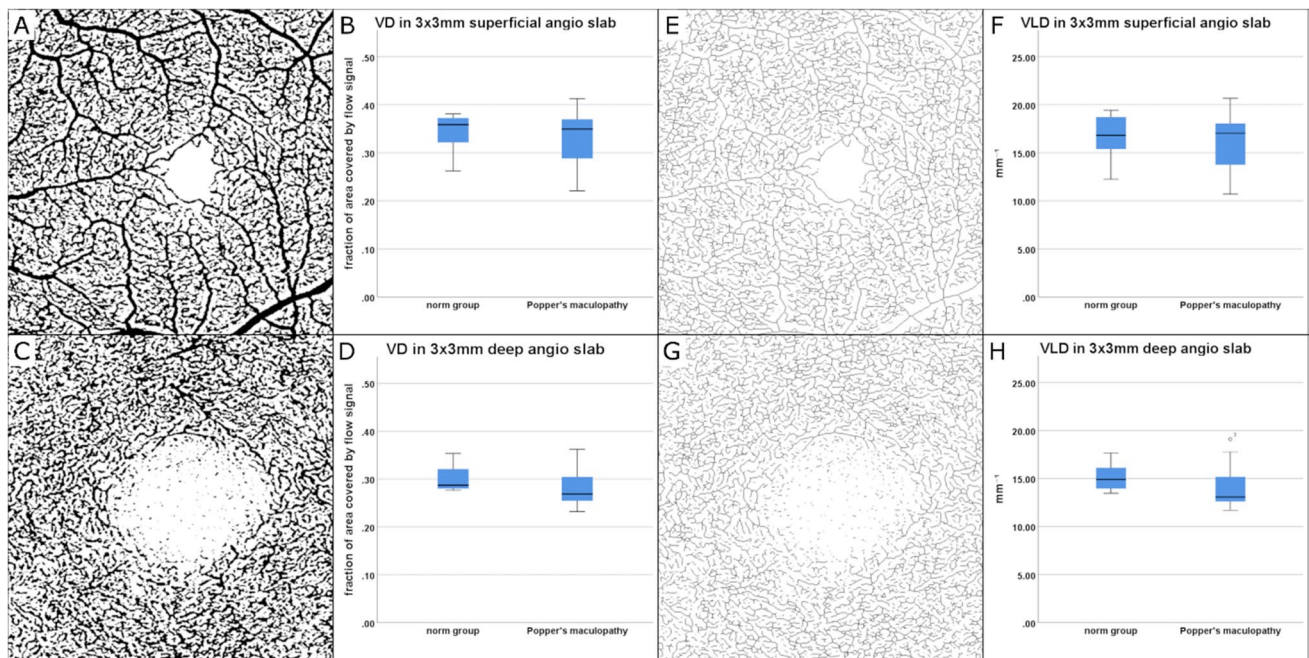 A
B
VD in 3x3mm superficial angio slab
fraction of area covered by flow signal
.50
.40
.30
.20
.10
.00
norm group
Popper's maculopathy
E
F
VLD in 3x3mm superficial angio slab
mm⁻¹
25.00
20.00
15.00
10.00
5.00
.00
norm group
Popper's maculopathy
C
D
VD in 3x3mm deep angio slab
fraction of area covered by flow signal
.50
.40
.30
.20
.10
.00
norm group
Popper's maculopathy
G
H
VLD in 3x3mm deep angio slab
mm⁻¹
25.00
20.00
15.00
10.00
5.00
.00
norm group
Popper's maculopathy